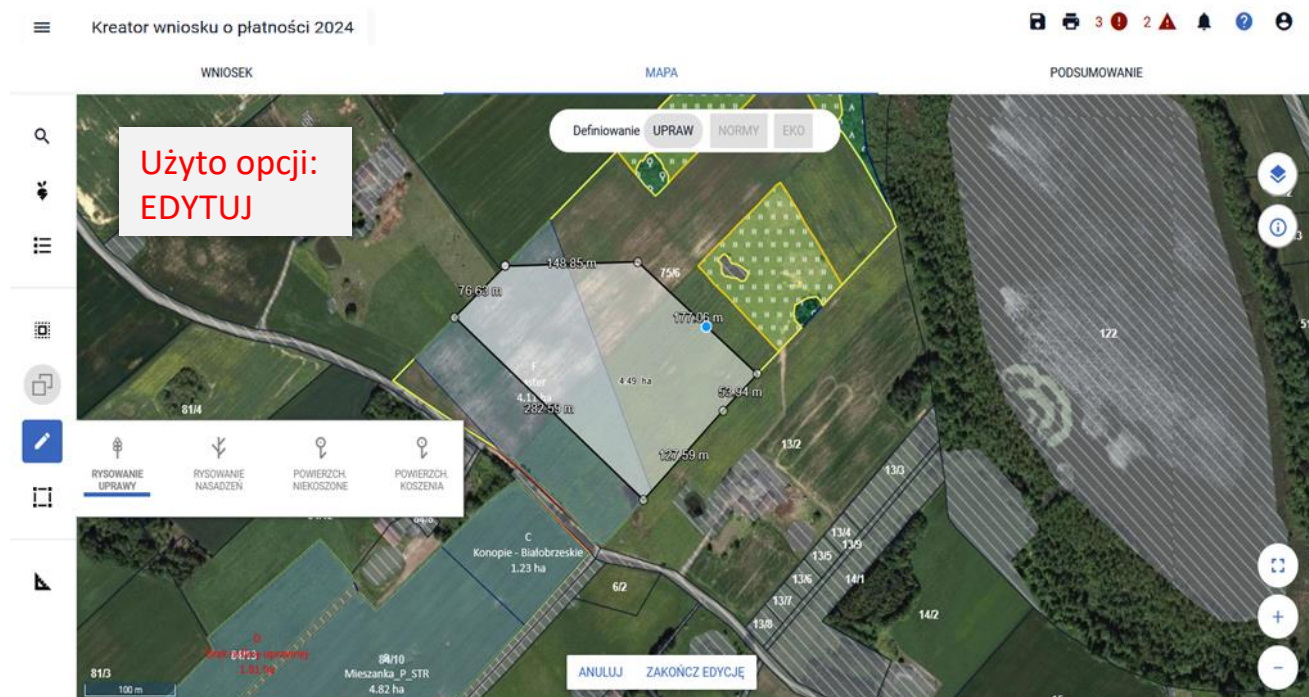 Kreator wniosku o płatności 2024
3
2
WNIOSEK
MAPA
PODSUMOWANIE
Użyto opcji:
EDYTUJ
Definiowanie UPRAW NORMY EKO
148.85 m
75/6
76.63 m
177.06 m
122
F
4.49 ha
4.11 ha
282.59 m
53.94 m
81/4
127.59 m
13/2
13/3
RYSOWANIE
UPRAWY
RYSOWANIE
NASADZEŃ
POWIERZCH.
NIEKOSZONE
POWIERZCH.
KOSZENIA
13/4
13/9
13/5
13/6
14/1
13/7
13/8
C
Konopie - Białobrzeskie
1.23 ha
6/2
14/2
84/10
Mieszanka_P_STR
4.82 ha
81/3
100 m
ANULUJ
ZAKOŃCZ EDYCJĘ